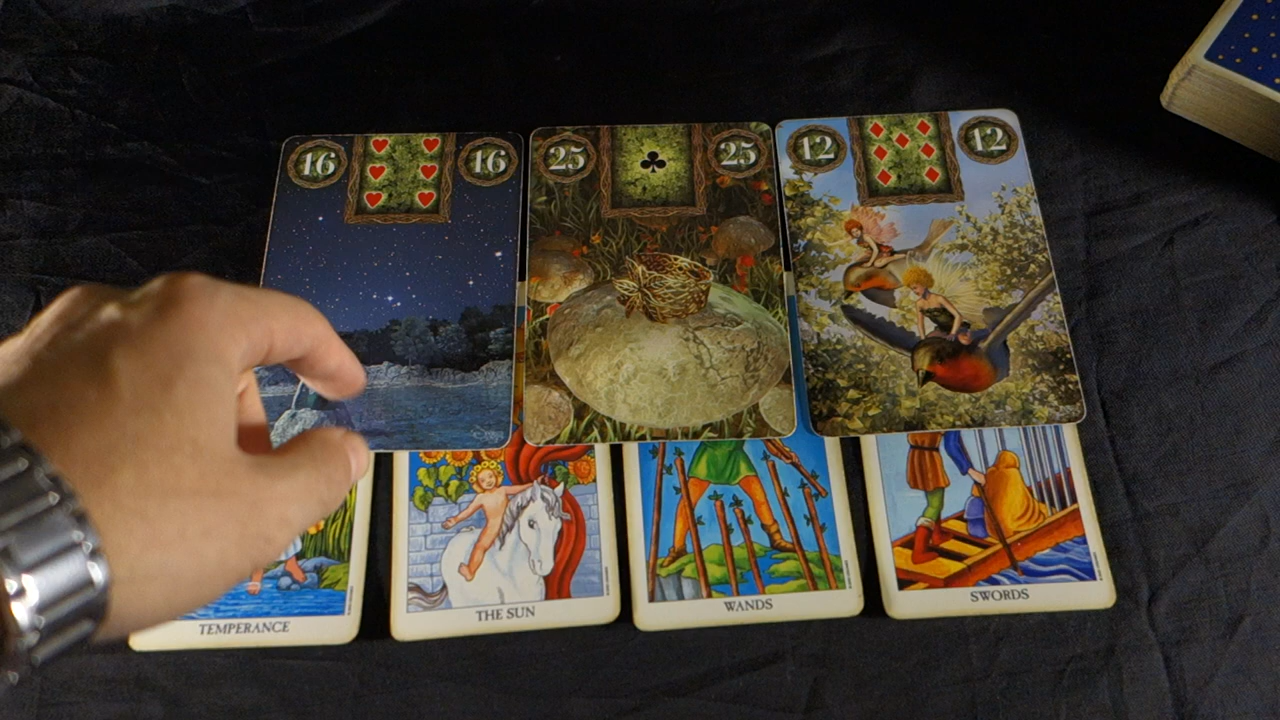 16 16
25 25
12 12
TEMPERANCE
THE SUN
WANDS
SWORDS